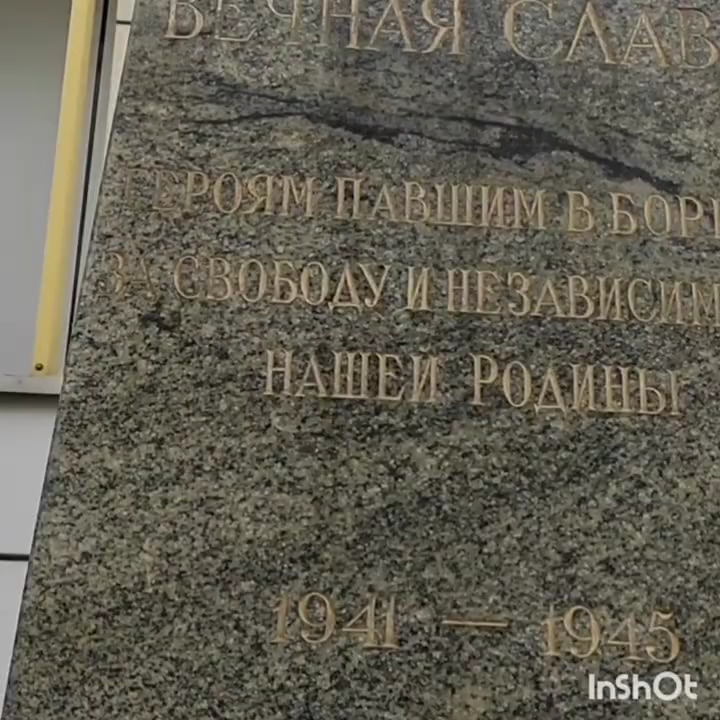 ВЕЧНАЯ СЛАВ
ГЕРОЯМ ПАВШИМ В БОР
ЗА СВОБОДУ И НЕЗАВИСИМ
НАШЕЙ РОДИНЫ
1941 — 1945
InShOt